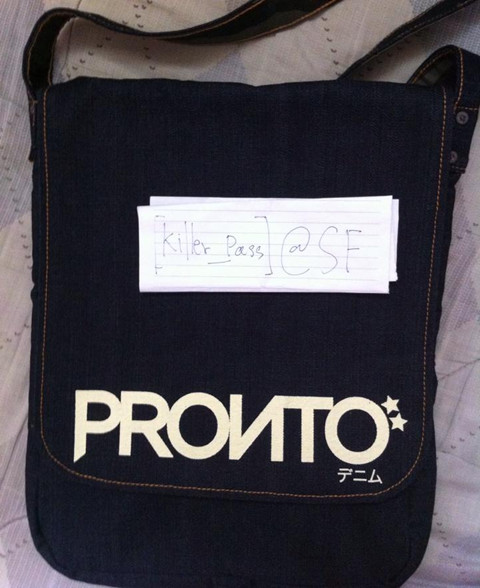 [Killer_Pass] @SF
PRONTO
デニム